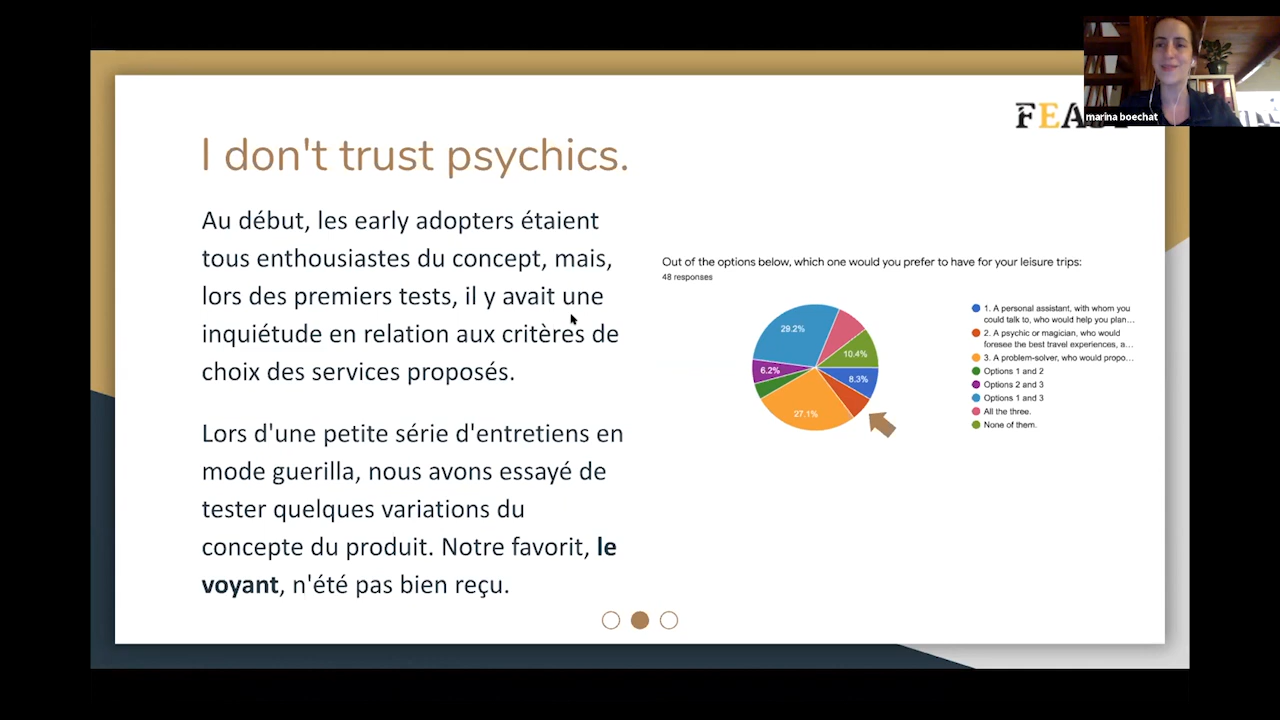 marina boechat
FEA
I don't trust psychics.
Au début, les early adopters étaient
tous enthousiastes du concept, mais,
lors des premiers tests, il y avait une
inquiétude en relation aux critères de
choix des services proposés.
Lors d'une petite série d'entretiens en
mode guerilla, nous avons essayé de
tester quelques variations du
concepte du produit. Notre favorit, le
voyant, n'été pas bien reçu.
Out of the options below, which one would you prefer to have for your leisure trips:
48 responses
29.2%
10.4%
6.2%
8.3%
27.1%
1. A personal assistant, with whom you
could talk to, who would help you plan...
2. A psychic or magician, who would
foresee the best travel experiences, a...
3. A problem-solver, who would propo...
Options 1 and 2
Options 2 and 3
Options 1 and 3
All the three.
None of them.